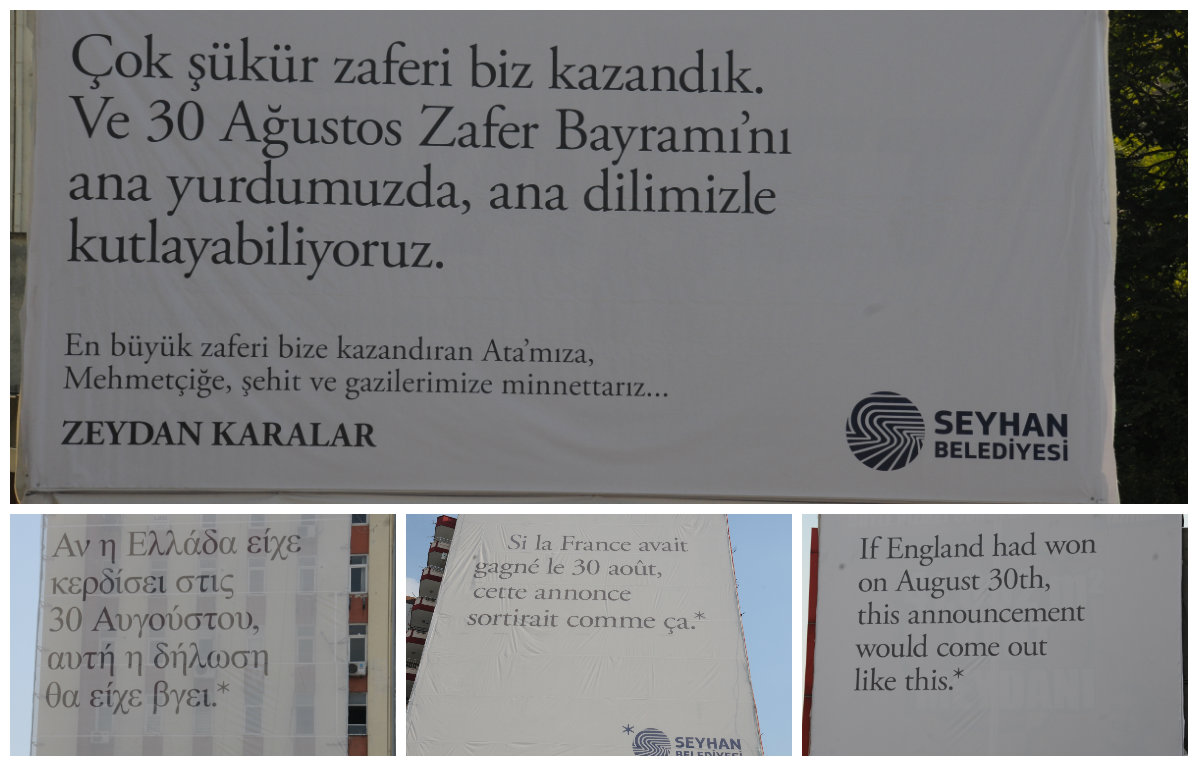 Çok şükür zaferi biz kazandık.
Ve 30 Ağustos Zafer Bayramı’nı
ana yurdumuzda, ana dilimizle
kutlayabiliyoruz.
En büyük zaferi bize kazandıran Ata’mıza,
Mehmetçiğe, şehit ve gazilerimize minnettarız...
ZEYDAN KARALAR
SEYHAN
BELEDİYESİ
Αν η Ελλάδα είχε
κερδίσει στις
30 Αυγούστου,
αυτή η δήλωση
θα είχε βγει.*
Si la France avait
gagné le 30 août,
cette annonce
sortirait comme ça.*
*
SEYHAN
BELEDİYESİ
If England had won
on August 30th,
this announcement
would come out
like this.*